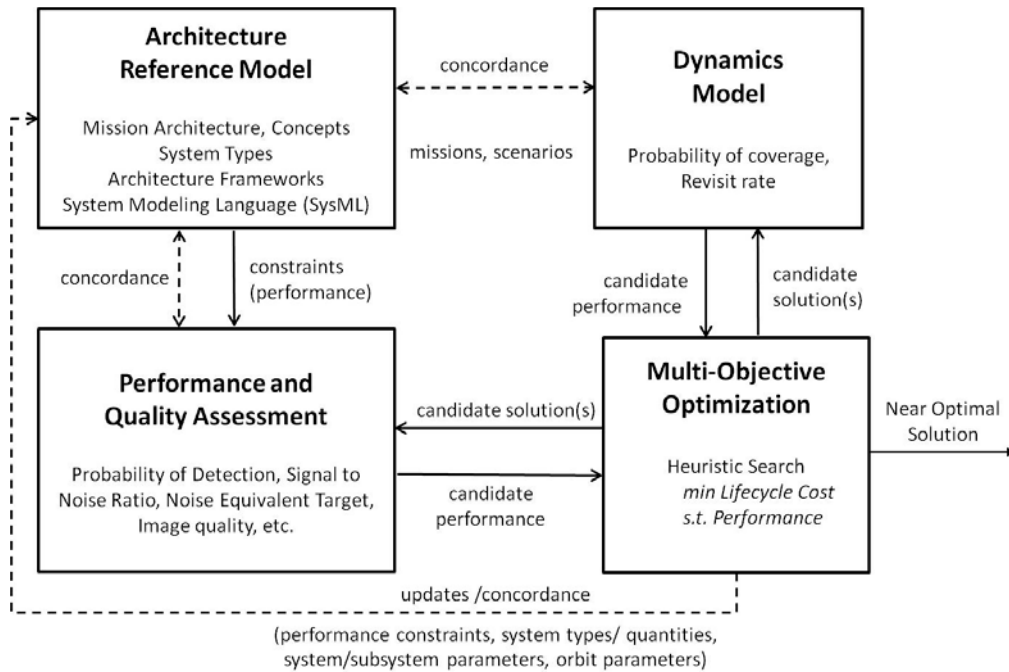 Architecture
Reference Model
Mission Architecture, Concepts
System Types
Architecture Frameworks
System Modeling Language (SysML)
concordance
missions, scenarios
Dynamics
Model
Probability of coverage,
Revisit rate
concordance
constraints
(performance)
candidate
performance
candidate
solution(s)
Performance and
Quality Assessment
Probability of Detection, Signal to
Noise Ratio, Noise Equivalent Target,
Image quality, etc.
candidate solution(s)
candidate
performance
Multi-Objective
Optimization
Heuristic Search
min Lifecycle Cost
s.t. Performance
Near Optimal
Solution
updates /concordance
(performance constraints, system types/ quantities,
system/subsystem parameters, orbit parameters)